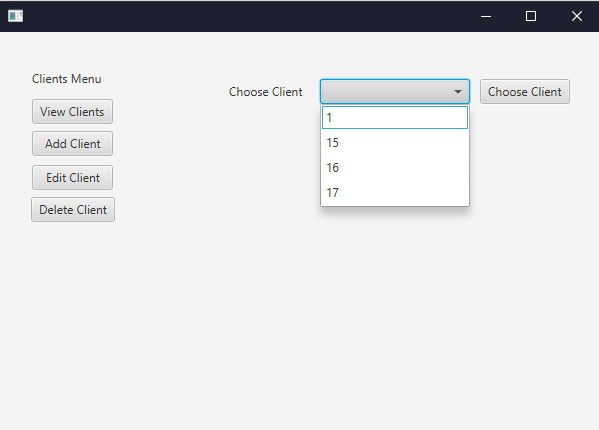 Clients Menu
View Clients
Add Client
Edit Client
Delete Client
Choose Client
1
15
16
17
Choose Client